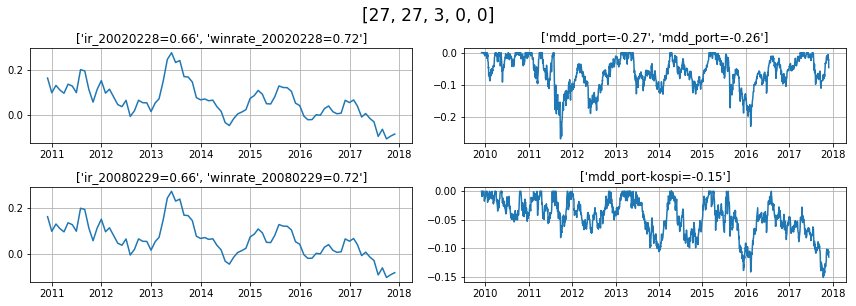 [27, 27, 3, 0, 0]
['ir_20020228=0.66', 'winrate_20020228=0.72']
0.2
0.0
2011 2012 2013 2014 2015 2016 2017 2018
['mdd_port=-0.27', 'mdd_port=-0.26']
0.0
−0.1
−0.2
2010 2011 2012 2013 2014 2015 2016 2017 2018
['ir_20080229=0.66', 'winrate_20080229=0.72']
0.2
0.0
2011 2012 2013 2014 2015 2016 2017 2018
['mdd_port-kospi=-0.15']
0.00
−0.05
−0.10
−0.15
2010 2011 2012 2013 2014 2015 2016 2017 2018